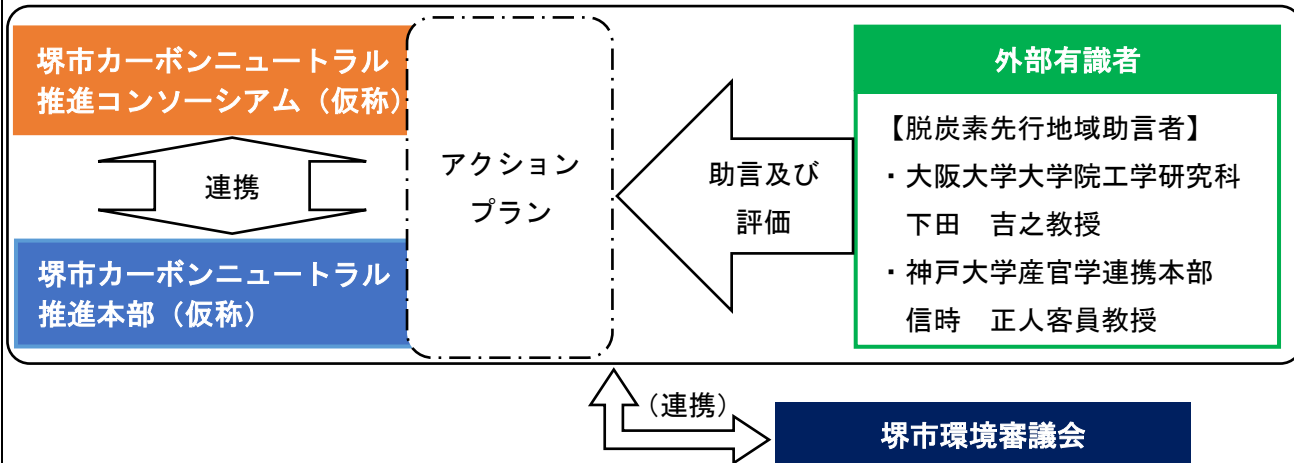 堺市カーボンニュートラル
推進コンソーシアム（仮称）
連携
堺市カーボンニュートラル
推進本部（仮称）
アクション
プラン
助言及び
評価
外部有識者
【脱炭素先行地域助言者】
・大阪大学大学院工学研究科
下田　吉之教授
・神戸大学産官学連携本部
信時　正人客員教授
（連携）
堺市環境審議会